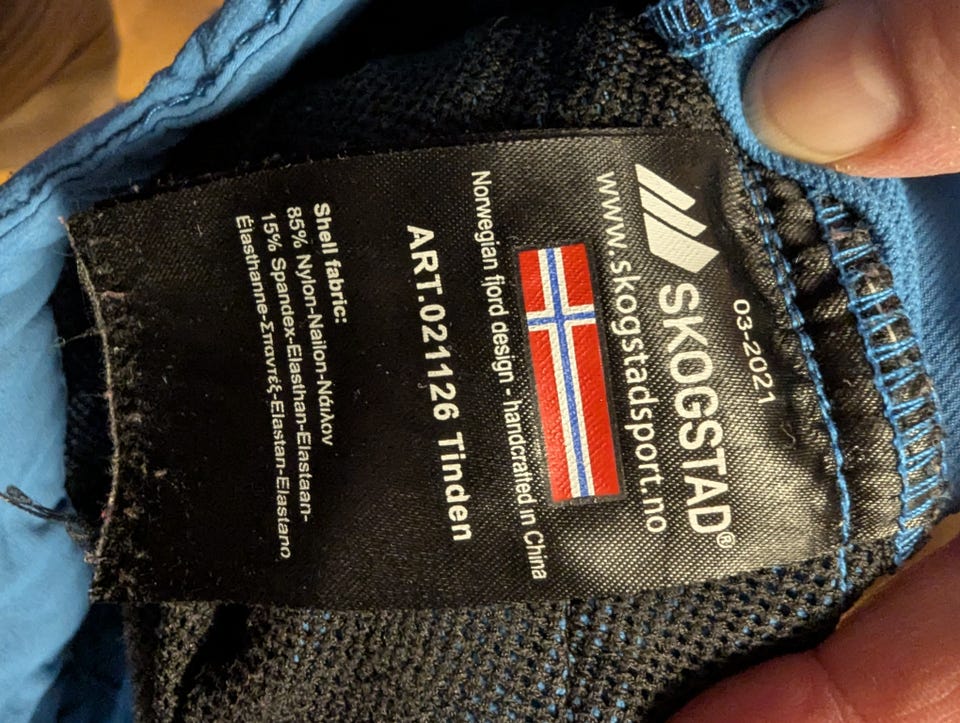 03-2021
SKOGSTAD®
www.skogstadsport.no
Norwegian fjord design - handcrafted in China
ART.021126 Tinden
Shell fabric:
85% Nylon-Nailon-Νάιλον
15% Spandex-Elasthan-Elastaan-
Élasthanne-Σπαντέξ-Elastan-Elastano